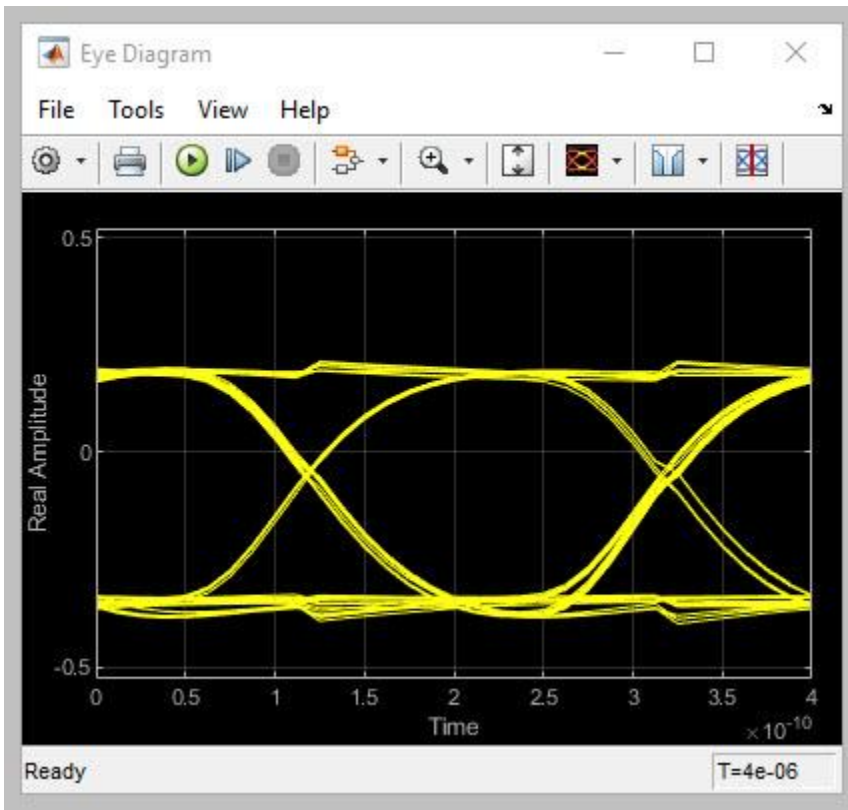 Eye Diagram
File Tools View Help
0.5
0
-0.5
Real Amplitude
0 0.5 1 1.5 2 2.5 3 3.5 4
Time
×10⁻¹⁰
Ready T=4e-06